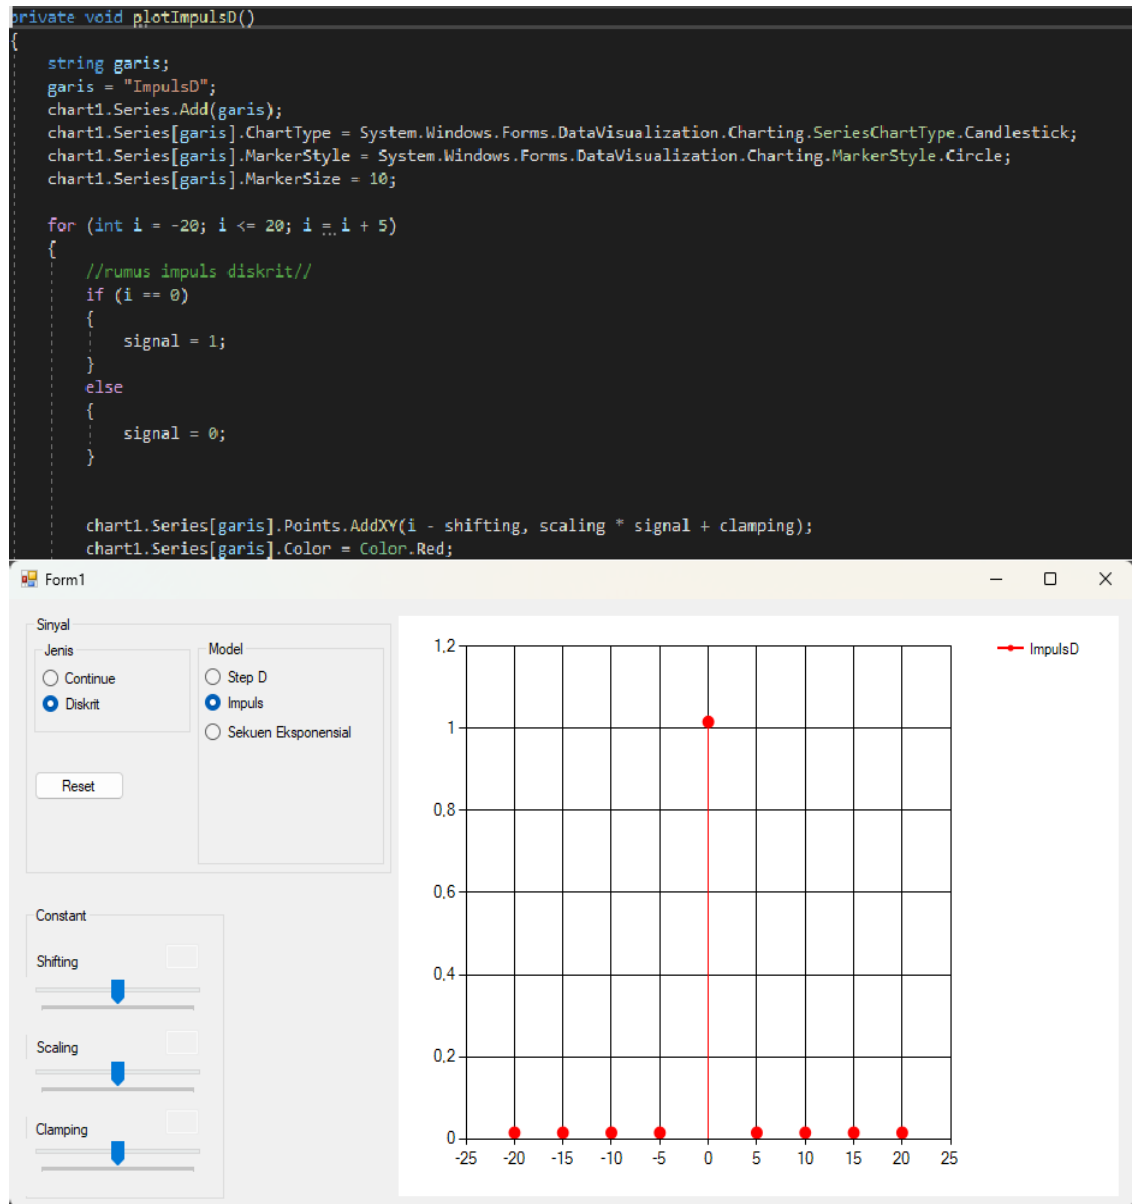 private void plotImpulsD()
{
string garis;
garis = "ImpulsD";
chart1.Series.Add(garis);
chart1.Series[garis].ChartType = System.Windows.Forms.DataVisualization.Charting.SeriesChartType.Candlestick;
chart1.Series[garis].MarkerStyle = System.Windows.Forms.DataVisualization.Charting.MarkerStyle.Circle;
chart1.Series[garis].MarkerSize = 10;
for (int i = -20; i <= 20; i = i + 5)
{
//rumus impuls diskrit//
if (i == 0)
{
signal = 1;
}
else
{
signal = 0;
}
chart1.Series[garis].Points.AddXY(i - shifting, scaling * signal + clamping);
chart1.Series[garis].Color = Color.Red;
Form1
Sinyal
Jenis
Continue
Diskrit
Model
Step D
Impuls
Sekuen Eksponensial
Reset
Constant
Shifting
Scaling
Clamping
1,2
1
0,8
0,6
0,4
0,2
0
-25 -20 -15 -10 -5 0 5 10 15 20 25
ImpulsD